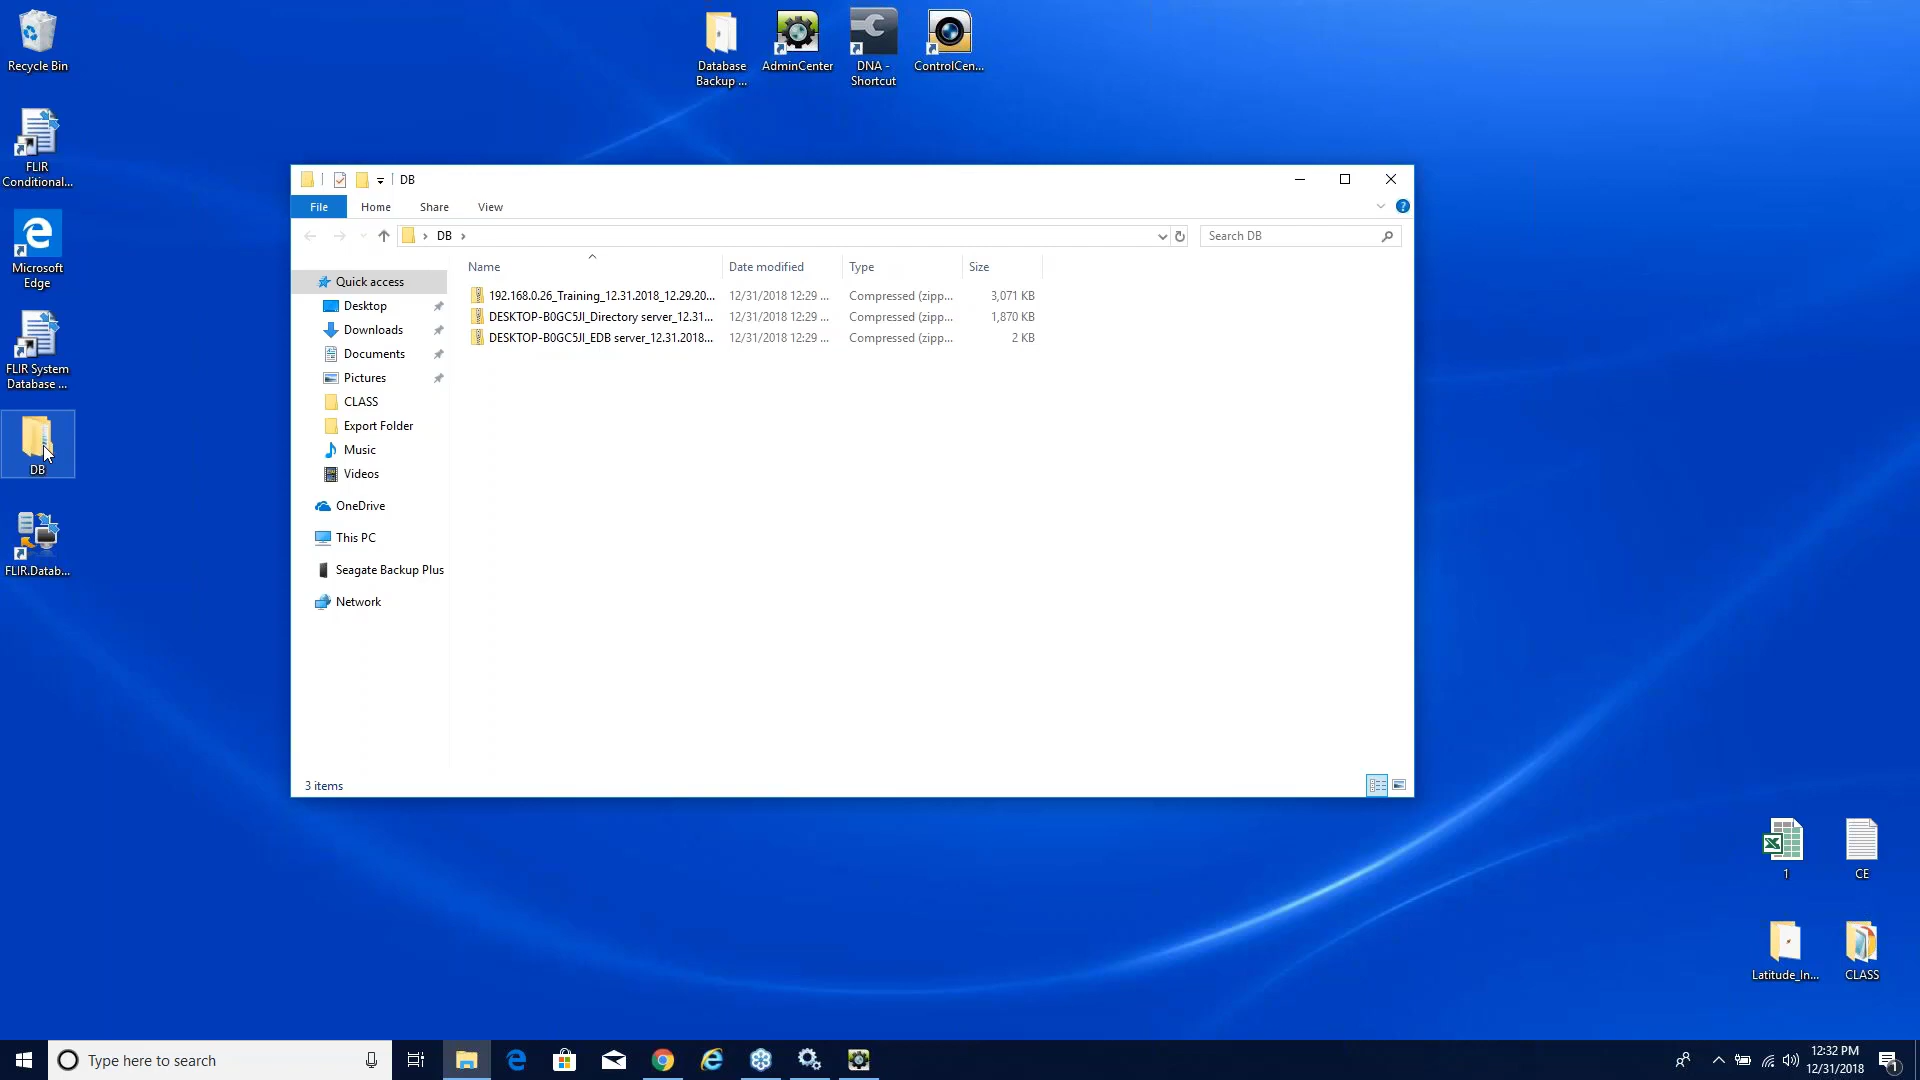 Recycle Bin
FLIR
Conditional...
Microsoft
Edge
FLIR System
Database ...
DB
FLIR.Datab...
Database
Backup ...
AdminCenter
DNA -
Shortcut
ControlCen...
DB
File Home Share View
DB
Search DB
Name Date modified Type Size
192.168.0.26_Training_12.31.2018_12.29.20... 12/31/2018 12:29 ... Compressed (zipp... 3,071 KB
DESKTOP-B0GC5JI_Directory server_12.31... 12/31/2018 12:29 ... Compressed (zipp... 1,870 KB
DESKTOP-B0GC5JI_EDB server_12.31.2018... 12/31/2018 12:29 ... Compressed (zipp... 2 KB
Quick access
Desktop
Downloads
Documents
Pictures
CLASS
Export Folder
Music
Videos
OneDrive
This PC
Seagate Backup Plus
Network
3 items
1
CE
Latitude_In...
CLASS
Type here to search
12:32 PM
12/31/2018
1